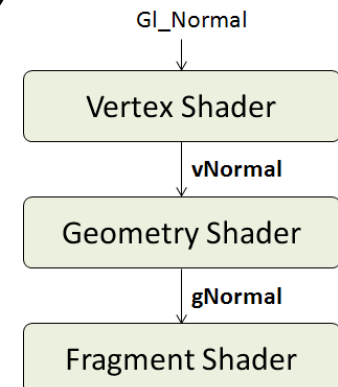 Gl_Normal
Vertex Shader
vNormal
Geometry Shader
gNormal
Fragment Shader